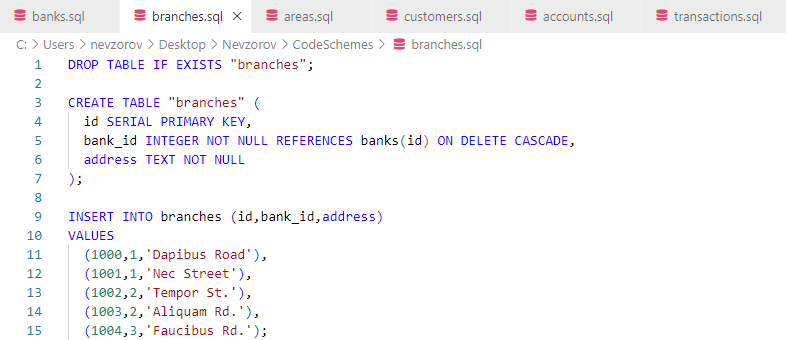 banks.sql branches.sql × areas.sql customers.sql accounts.sql transactions.sql
C: > Users > nevzorov > Desktop > Nevzorov > CodeSchemes > branches.sql
1 DROP TABLE IF EXISTS "branches";
2
3 CREATE TABLE "branches" (
4 id SERIAL PRIMARY KEY,
5 bank_id INTEGER NOT NULL REFERENCES banks(id) ON DELETE CASCADE,
6 address TEXT NOT NULL
7 );
8
9 INSERT INTO branches (id,bank_id,address)
10 VALUES
11 (1000,1,'Dapibus Road'),
12 (1001,1,'Nec Street'),
13 (1002,2,'Tempor St.'),
14 (1003,2,'Aliquam Rd.'),
15 (1004,3,'Faucibus Rd.');